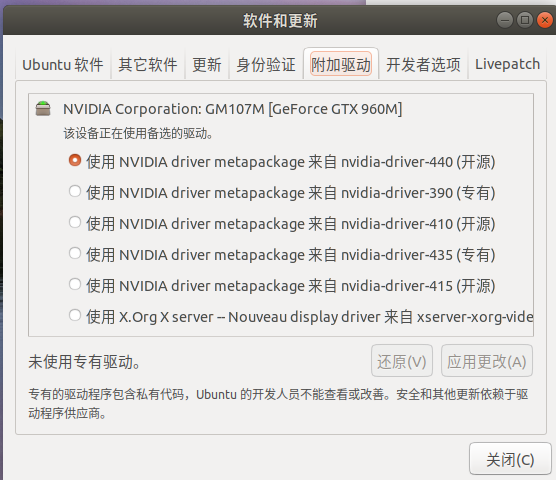 软件和更新
Ubuntu 软件 其它软件 更新 身份验证 附加驱动 开发者选项 Livepatch
NVIDIA Corporation: GM107M [GeForce GTX 960M]
该设备正在使用备选的驱动。
使用 NVIDIA driver metapackage 来自 nvidia-driver-440 (开源)
使用 NVIDIA driver metapackage 来自 nvidia-driver-390 (专有)
使用 NVIDIA driver metapackage 来自 nvidia-driver-410 (开源)
使用 NVIDIA driver metapackage 来自 nvidia-driver-435 (专有)
使用 NVIDIA driver metapackage 来自 nvidia-driver-415 (开源)
使用 X.Org X server -- Nouveau display driver 来自 xserver-xorg-vide
未使用专有驱动。 还原(V) 应用更改(A)
专有的驱动程序包含私有代码，Ubuntu 的开发人员不能查看或改善。安全和其他更新依赖于驱
动程序供应商。
关闭(C)